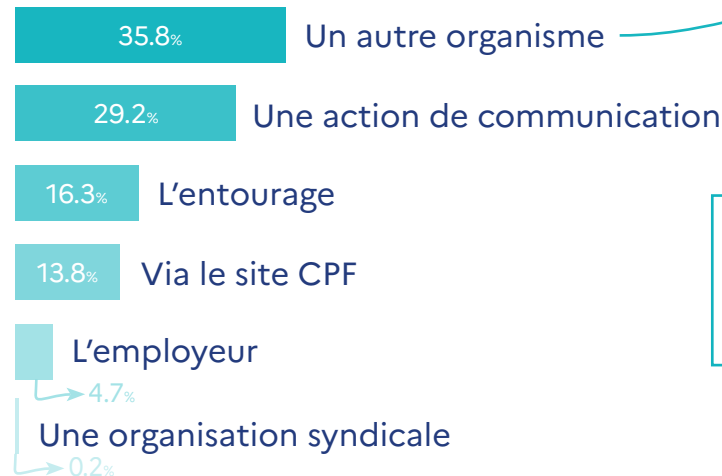 35.8% Un autre organisme
29.2% Une action de communication
16.3% L'entourage
13.8% Via le site CPF
L'employeur
4.7%
Une organisation syndicale
0.2%